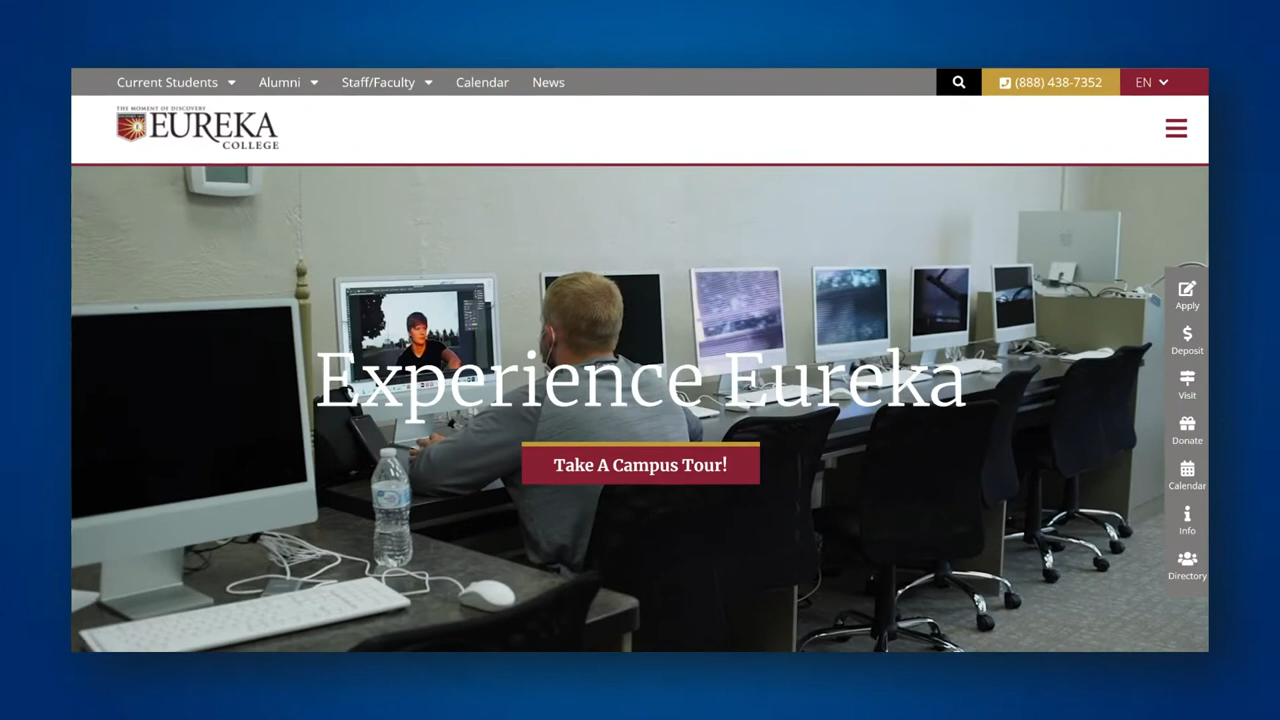 Current Students
Alumni
Staff/Faculty
Calendar
News
(888) 438-7352
EN
THE MOMENT OF DISCOVERY
EUREKA
COLLEGE
Experience Eureka
Take A Campus Tour!
Apply
Deposit
Visit
Donate
Calendar
Info
Directory